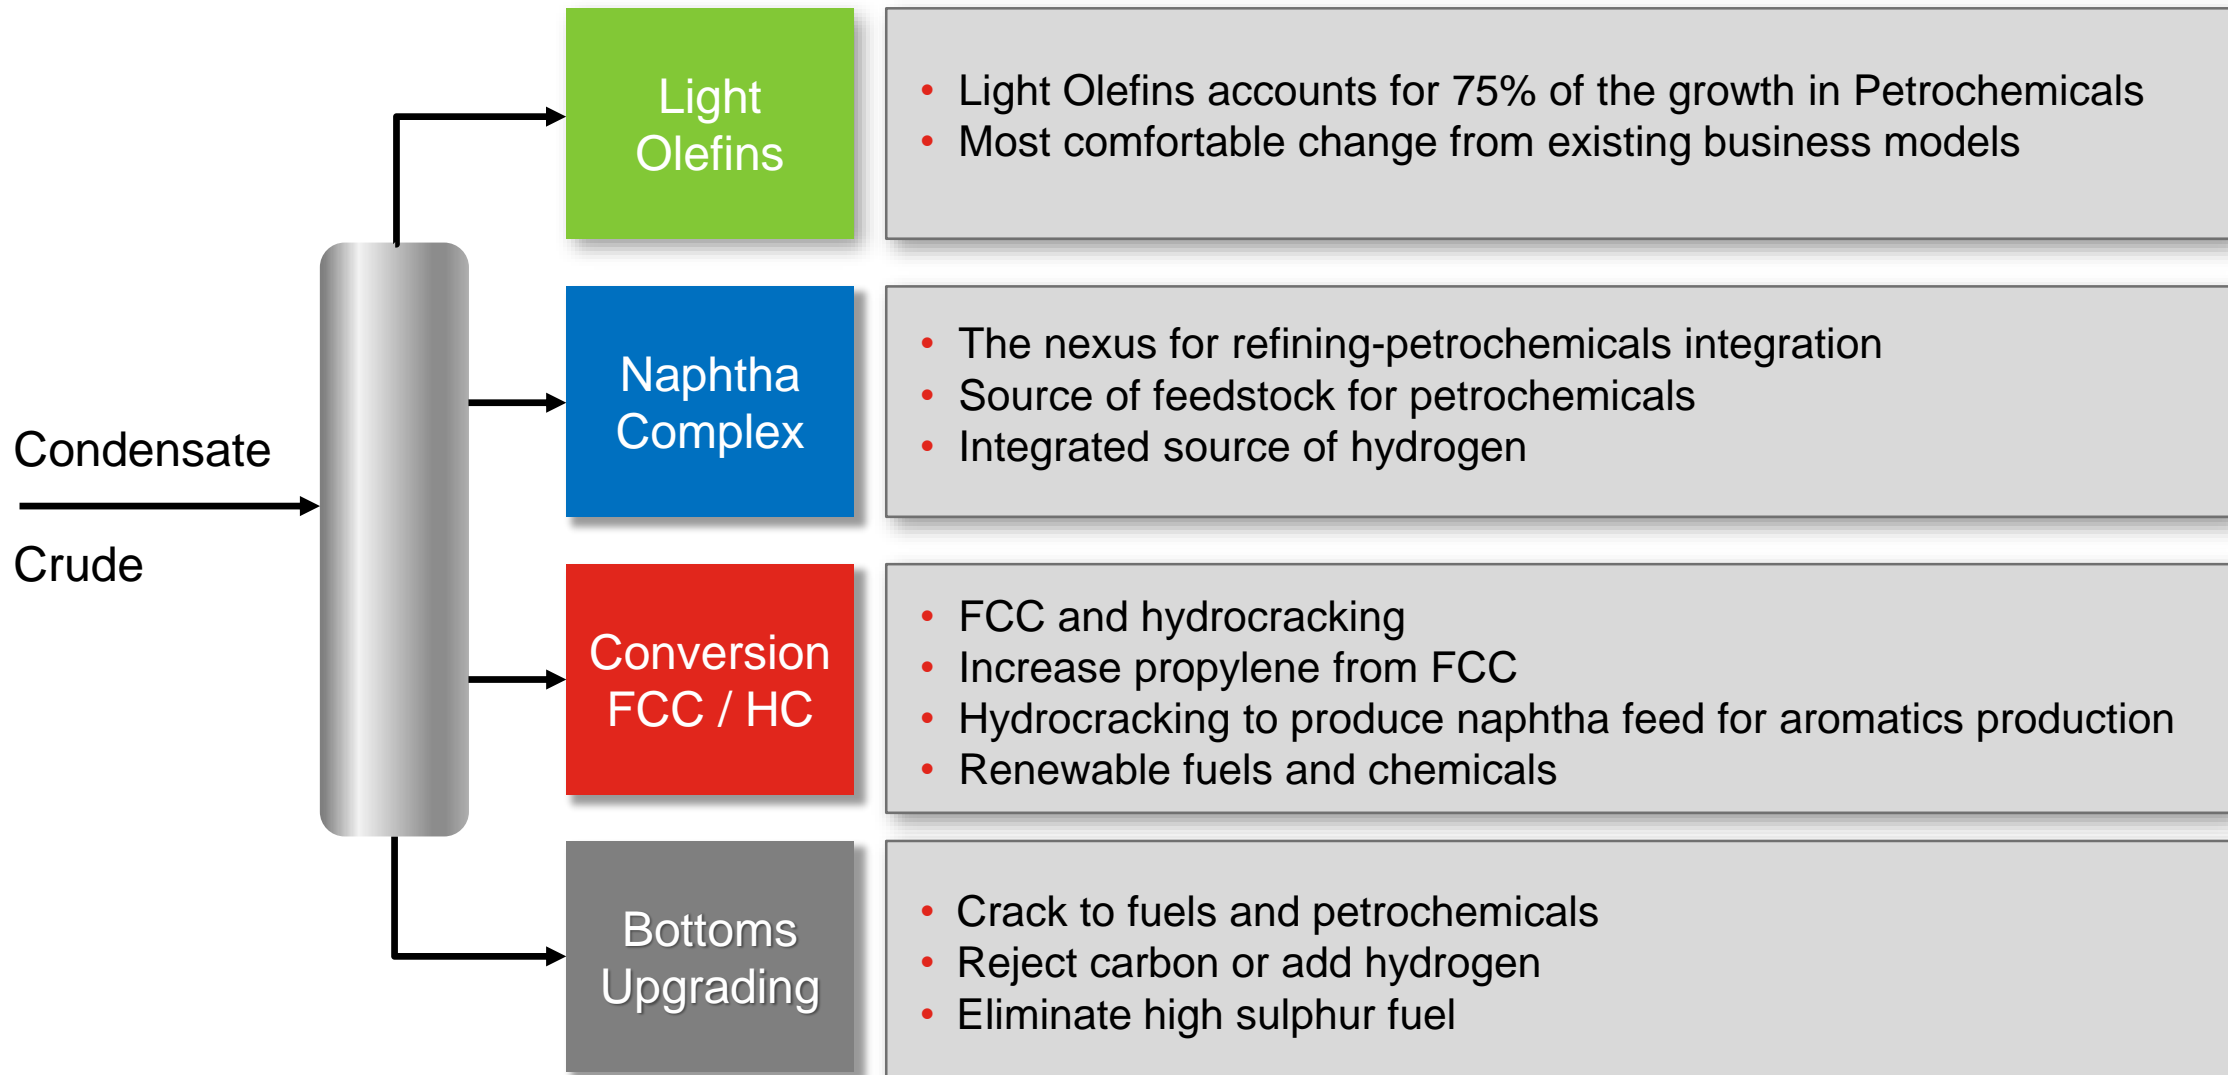 Condensate
Crude
Light
Olefins
• Light Olefins accounts for 75% of the growth in Petrochemicals
• Most comfortable change from existing business models
Naphtha
Complex
• The nexus for refining-petrochemicals integration
• Source of feedstock for petrochemicals
• Integrated source of hydrogen
Conversion
FCC / HC
• FCC and hydrocracking
• Increase propylene from FCC
• Hydrocracking to produce naphtha feed for aromatics production
• Renewable fuels and chemicals
Bottoms
Upgrading
• Crack to fuels and petrochemicals
• Reject carbon or add hydrogen
• Eliminate high sulphur fuel